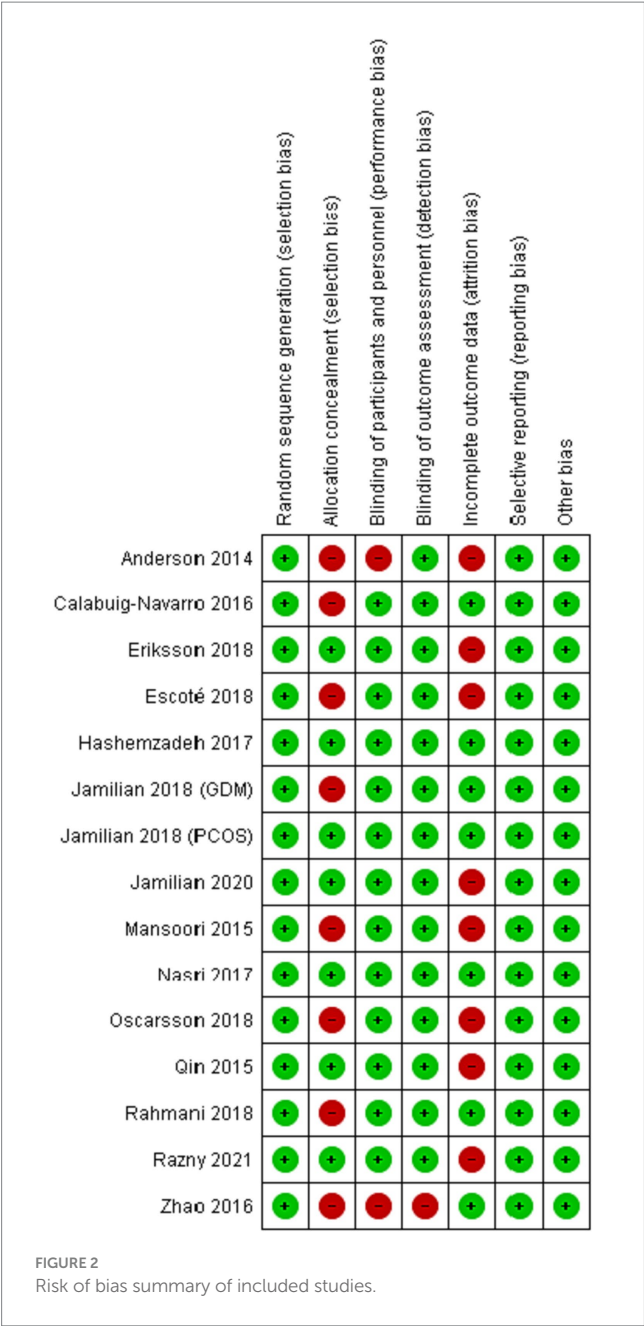 Random sequence generation (selection bias)
Allocation concealment (selection bias)
Blinding of participants and personnel (performance bias)
Blinding of outcome assessment (detection bias)
Incomplete outcome data (attrition bias)
Selective reporting (reporting bias)
Other bias
Anderson 2014 + - - + - + +
Calabuig-Navarro 2016 + - + + + + +
Eriksson 2018 + + + + - + +
Escoté 2018 + - + + - + +
Hashemzadeh 2017 + + + + + + +
Jamilian 2018 (GDM) + - + + + + +
Jamilian 2018 (PCOS) + + + + + + +
Jamilian 2020 + + + + - + +
Mansoori 2015 + - + + - + +
Nasri 2017 + + + + + + +
Oscarsson 2018 + - + + - + +
Qin 2015 + + + + - + +
Rahmani 2018 + - + + + + +
Razny 2021 + + + + - + +
Zhao 2016 + - - - + + +
FIGURE 2
Risk of bias summary of included studies.